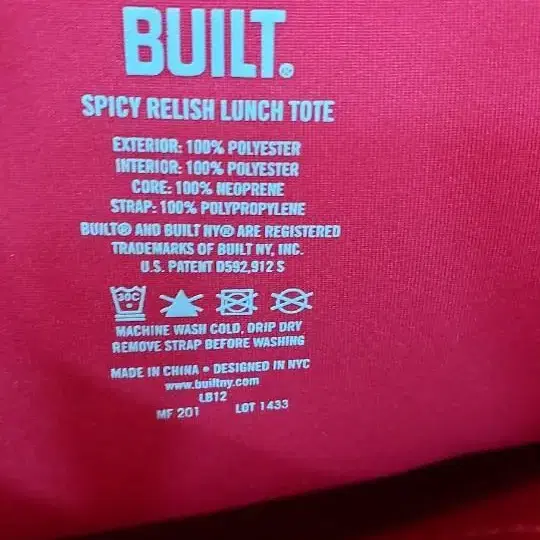 BUILT®
SPICY RELISH LUNCH TOTE
EXTERIOR: 100% POLYESTER
INTERIOR: 100% POLYESTER
CORE: 100% NEOPRENE
STRAP: 100% POLYPROPYLENE
BUILT® AND BUILT NY® ARE REGISTERED
TRADEMARKS OF BUILT NY, INC.
U.S. PATENT D592,912 S
30C
MACHINE WASH COLD, DRIP DRY
REMOVE STRAP BEFORE WASHING
MADE IN CHINA • DESIGNED IN NYC
www.builtny.com
LB12
MF 201 LOT 1433